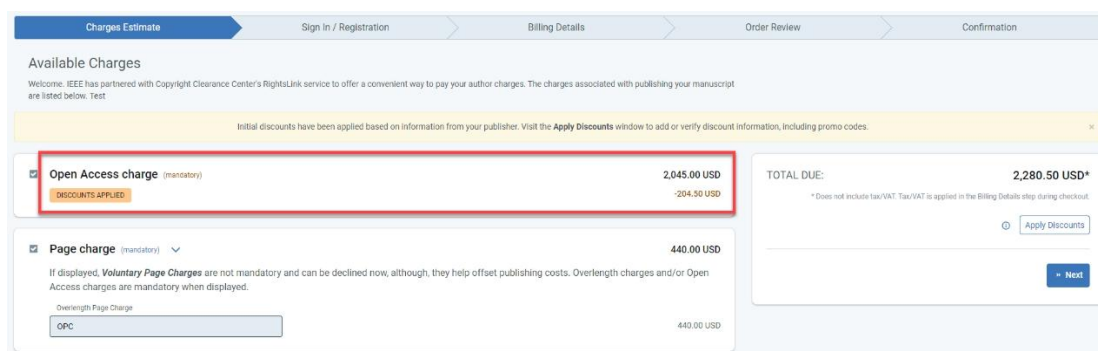 Charges Estimate
Sign In / Registration
Billing Details
Order Review
Confirmation
Available Charges
Welcome. IEEE has partnered with Copyright Clearance Center's RightsLink service to offer a convenient way to pay your author charges. The charges associated with publishing your manuscript
are listed below. Test
Initial discounts have been applied based on information from your publisher. Visit the Apply Discounts window to add or verify discount information, including promo codes.
Open Access charge (mandatory) 2,045.00 USD
DISCOUNTS APPLIED -204.50 USD
TOTAL DUE: 2,280.50 USD*
* Does not include tax/VAT. Tax/VAT is applied in the Billing Details step during checkout.
Apply Discounts
» Next
Page charge (mandatory) 440.00 USD
If displayed, Voluntary Page Charges are not mandatory and can be declined now, although, they help offset publishing costs. Overlength charges and/or Open
Access charges are mandatory when displayed.
Overlength Page Charge
OPC 440.00 USD